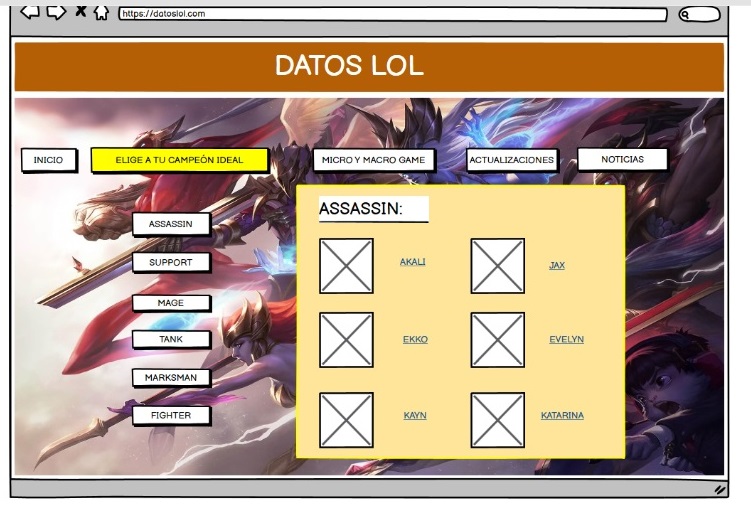 https://datoslol.com
DATOS LOL
INICIO
ELIGE A TU CAMPEÓN IDEAL
MICRO Y MACRO GAME
ACTUALIZACIONES
NOTICIAS
ASSASSIN
SUPPORT
MAGE
TANK
MARKSMAN
FIGHTER
ASSASSIN:
AKALI
JAX
EKKO
EVELYN
KAYN
KATARINA